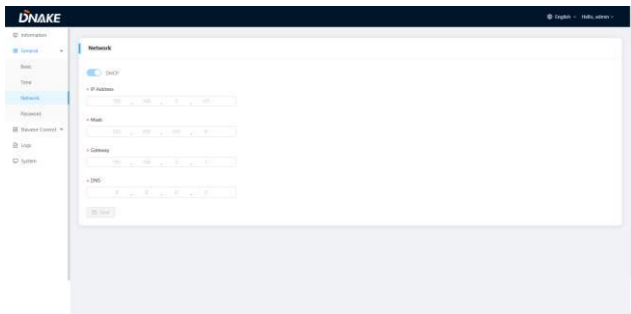 DNAKE
English
Hello, admin
Information
General
Basic
Time
Network
Password
Elevator Control
Logs
System
Network
DHCP
* IP Address
* Mask
* Gateway
* DNS
Save